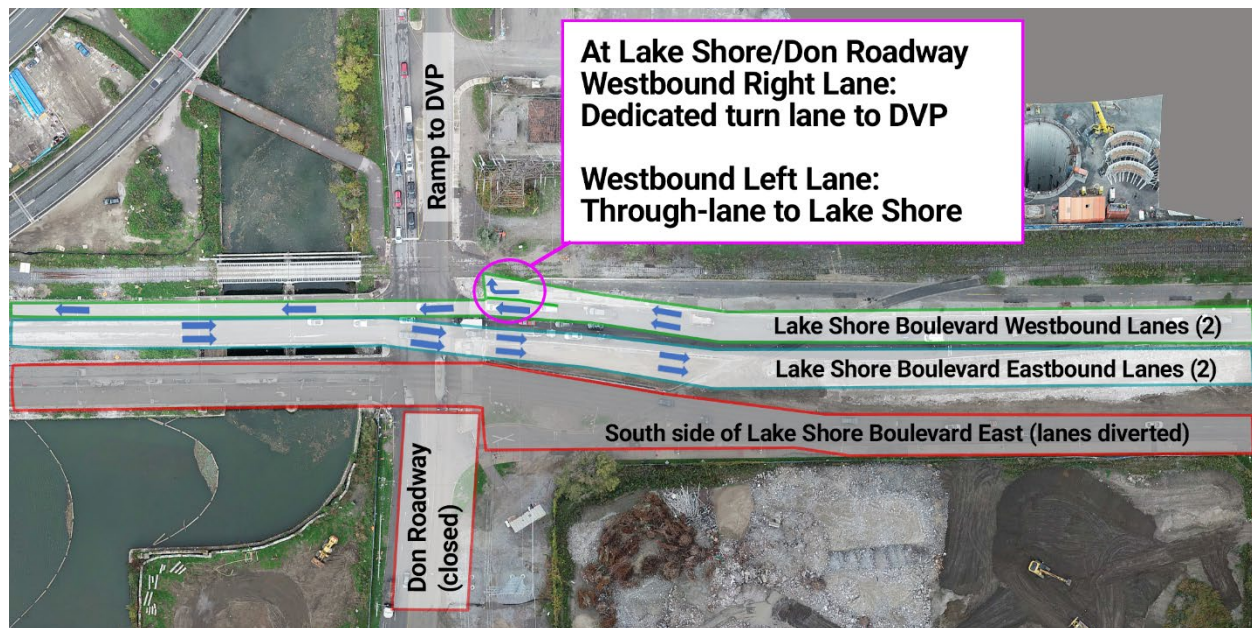 Ramp to DVP
At Lake Shore/Don Roadway
Westbound Right Lane:
Dedicated turn lane to DVP
Westbound Left Lane:
Through-lane to Lake Shore
Lake Shore Boulevard Westbound Lanes (2)
Lake Shore Boulevard Eastbound Lanes (2)
South side of Lake Shore Boulevard East (lanes diverted)
Don Roadway
(closed)